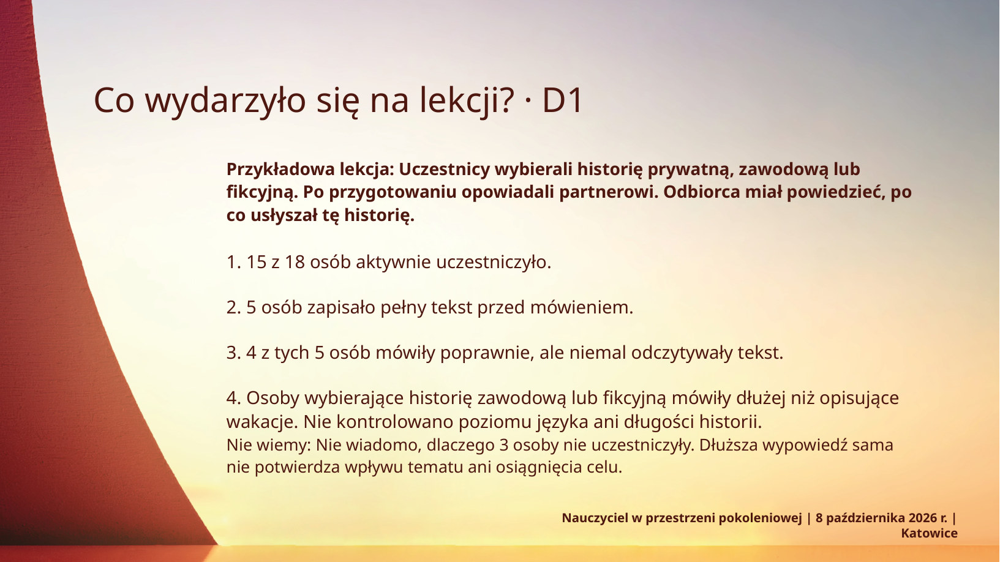 Co wydarzyło się na lekcji? · D1
Przykładowa lekcja: Uczestnicy wybierali historię prywatną, zawodową lub
fikcyjną. Po przygotowaniu opowiadali partnerowi. Odbiorca miał powiedzieć, po
co usłyszał tę historię.
1. 15 z 18 osób aktywnie uczestniczyło.
2. 5 osób zapisało pełny tekst przed mówieniem.
3. 4 z tych 5 osób mówiły poprawnie, ale niemal odczytywały tekst.
4. Osoby wybierające historię zawodową lub fikcyjną mówiły dłużej niż opisujące
wakacje. Nie kontrolowano poziomu języka ani długości historii.
Nie wiemy: Nie wiadomo, dlaczego 3 osoby nie uczestniczyły. Dłuższa wypowiedź sama
nie potwierdza wpływu tematu ani osiągnięcia celu.
Nauczyciel w przestrzeni pokoleniowej | 8 października 2026 r. |
Katowice